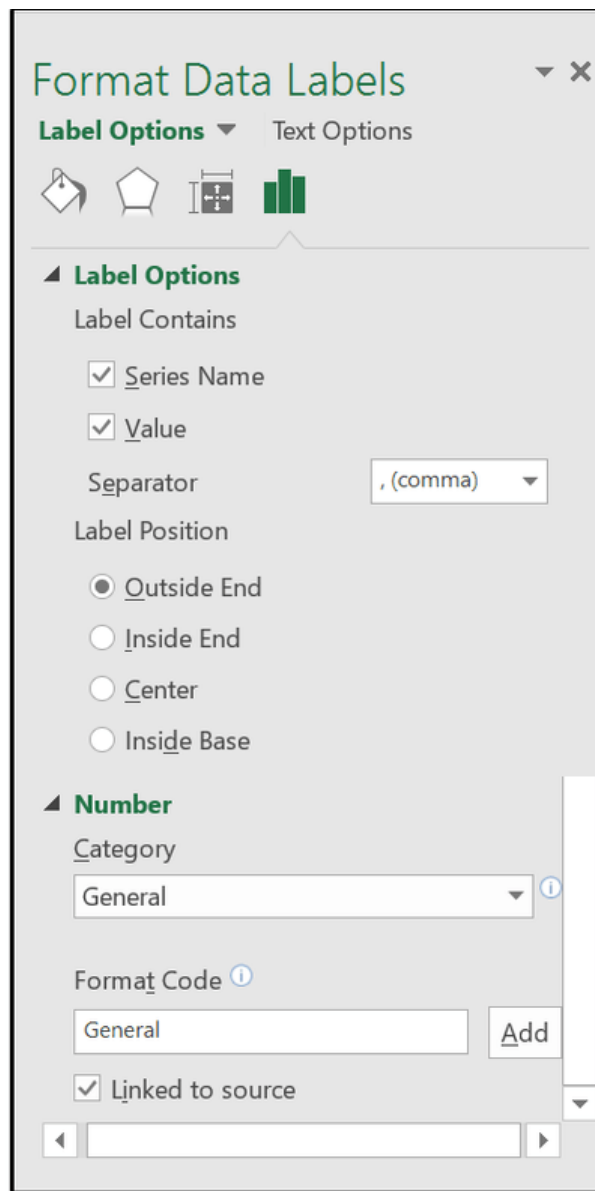 Format Data Labels
Label Options Text Options
Label Options
Label Contains
Series Name
Value
Separator , (comma)
Label Position
Outside End
Inside End
Center
Inside Base
Number
Category
General
Format Code
General Add
Linked to source